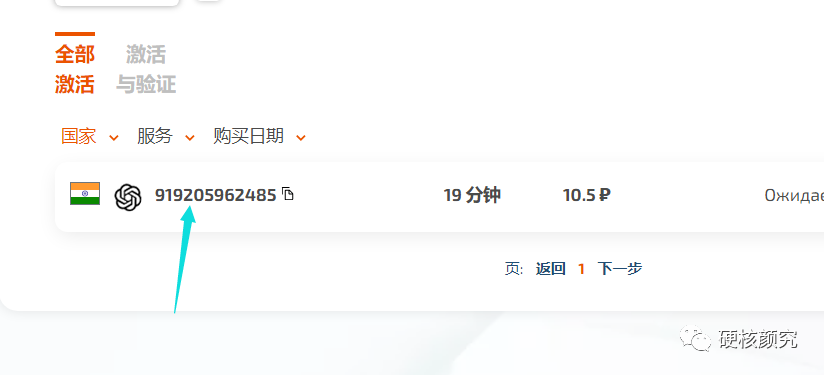 全部 激活
激活 与验证
国家 服务 购买日期
919205962485 19 分钟 10.5 ₽ Ожидае
页: 返回 1 下一步
硬核颜究